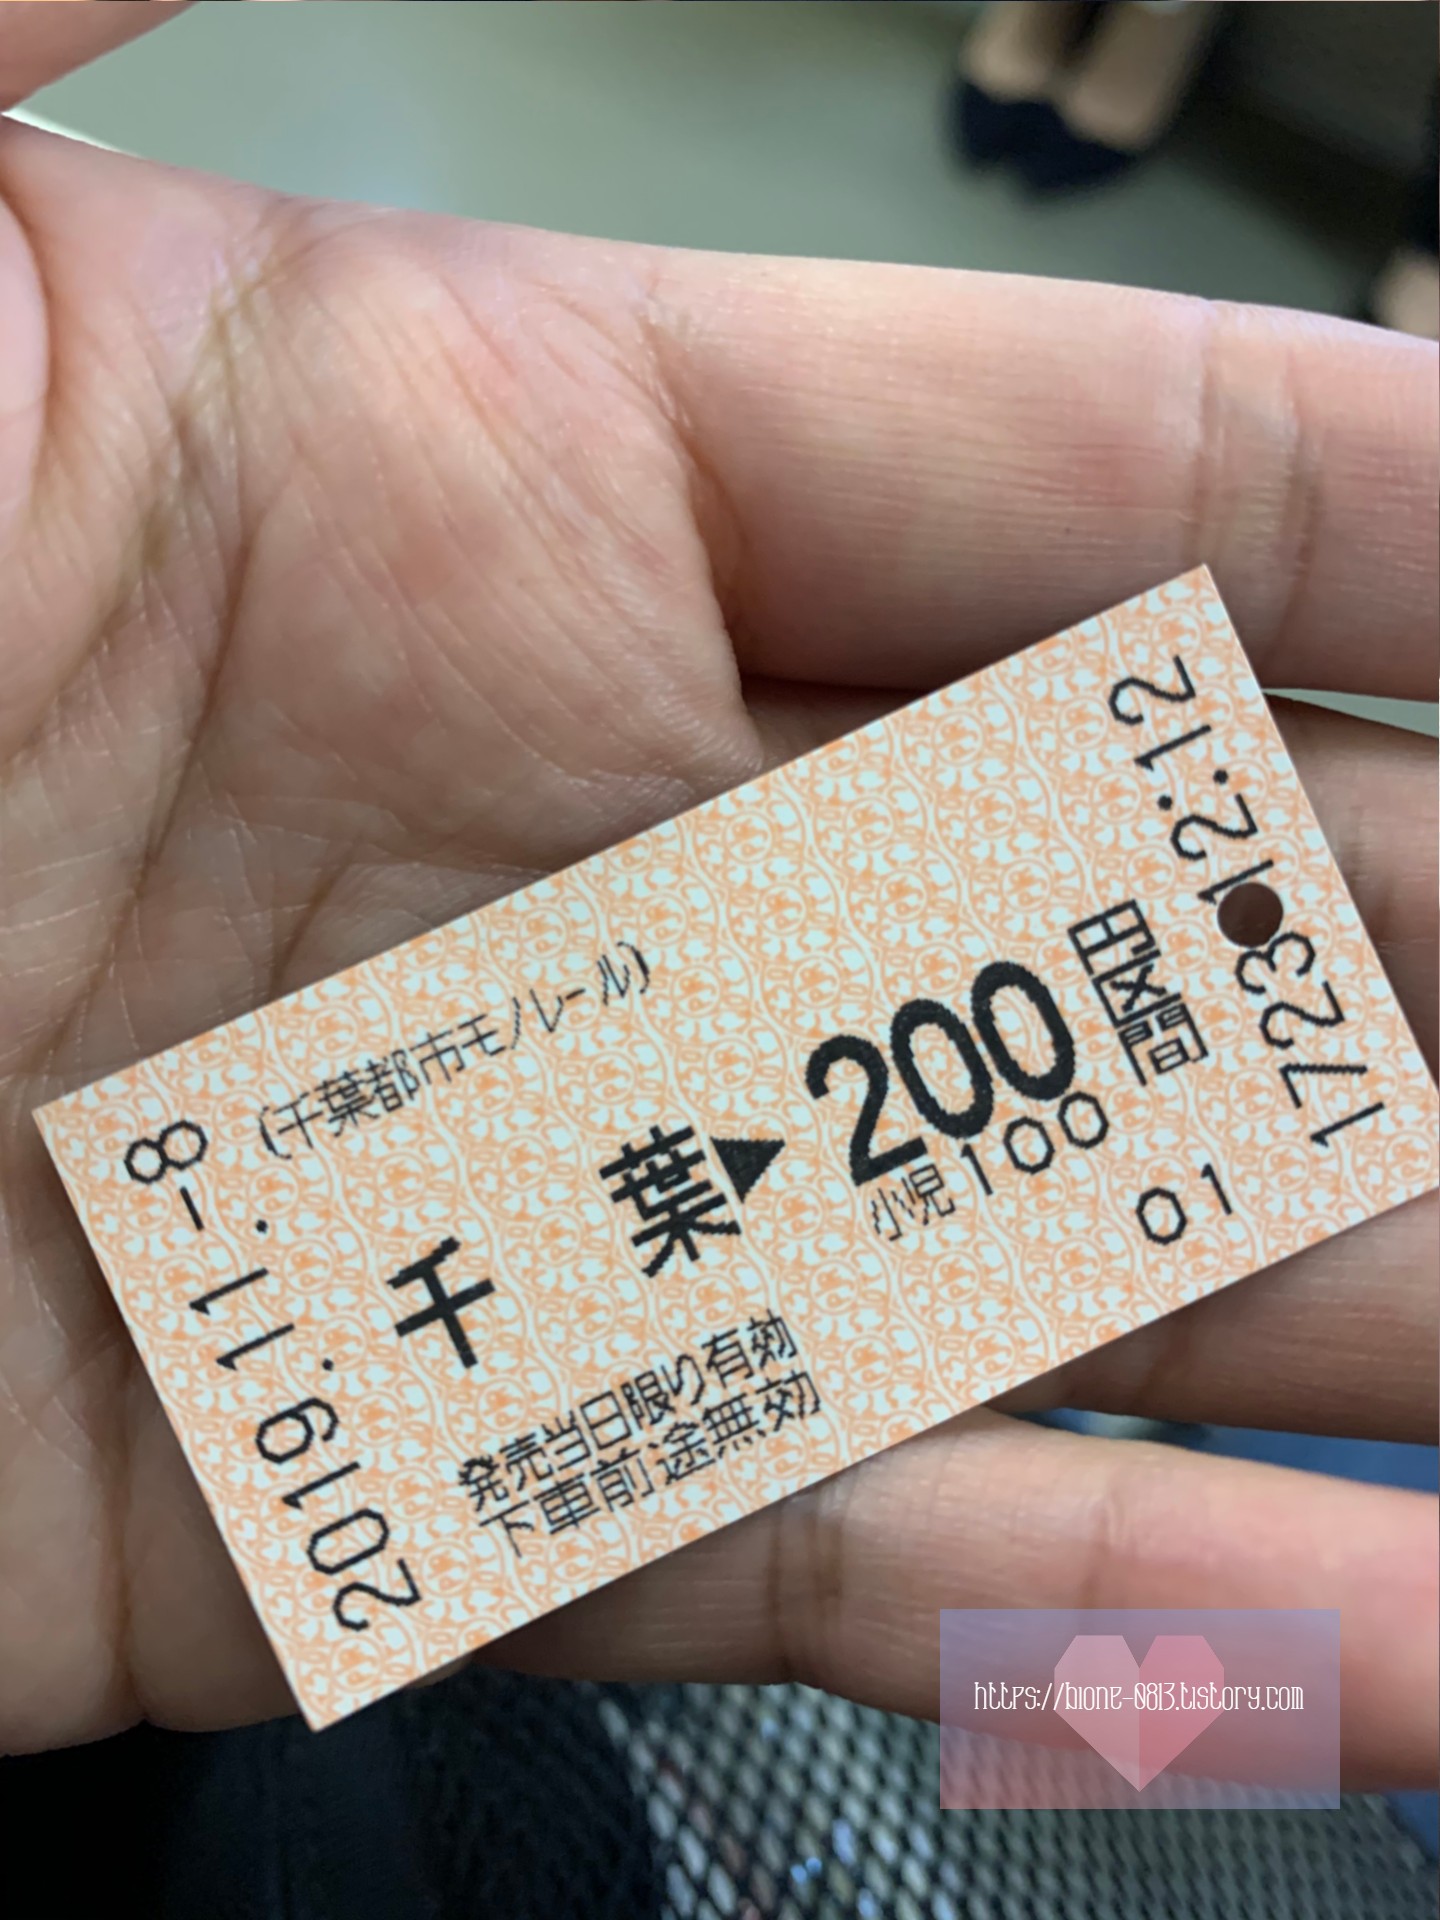 2019.11.-8
(千葉都市モノレール)
千 葉▶200円区間
小児100
発売当日限り有効
下車前途無効
01
1723 12:12
https://bione-0813.tistory.com